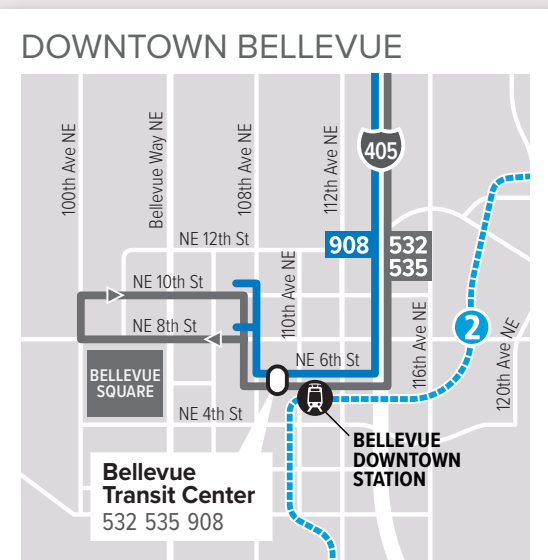 DOWNTOWN BELLEVUE
100th Ave NE
Bellevue Way NE
108th Ave NE
112th Ave NE
405
NE 12th St
908
532
535
NE 10th St
110th Ave NE
NE 8th St
116th Ave NE
2
120th Ave NE
NE 6th St
BELLEVUE
SQUARE
NE 4th St
BELLEVUE
DOWNTOWN
STATION
Bellevue
Transit Center
532 535 908